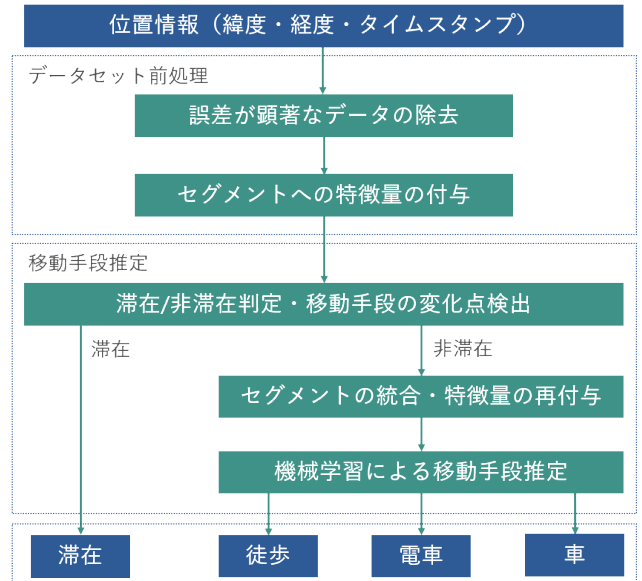 位置情報（緯度・経度・タイムスタンプ）
データセット前処理
誤差が顕著なデータの除去
セグメントへの特徴量の付与
移動手段推定
滞在/非滞在判定・移動手段の変化点検出
滞在
非滞在
セグメントの統合・特徴量の再付与
機械学習による移動手段推定
滞在
徒歩
電車
車